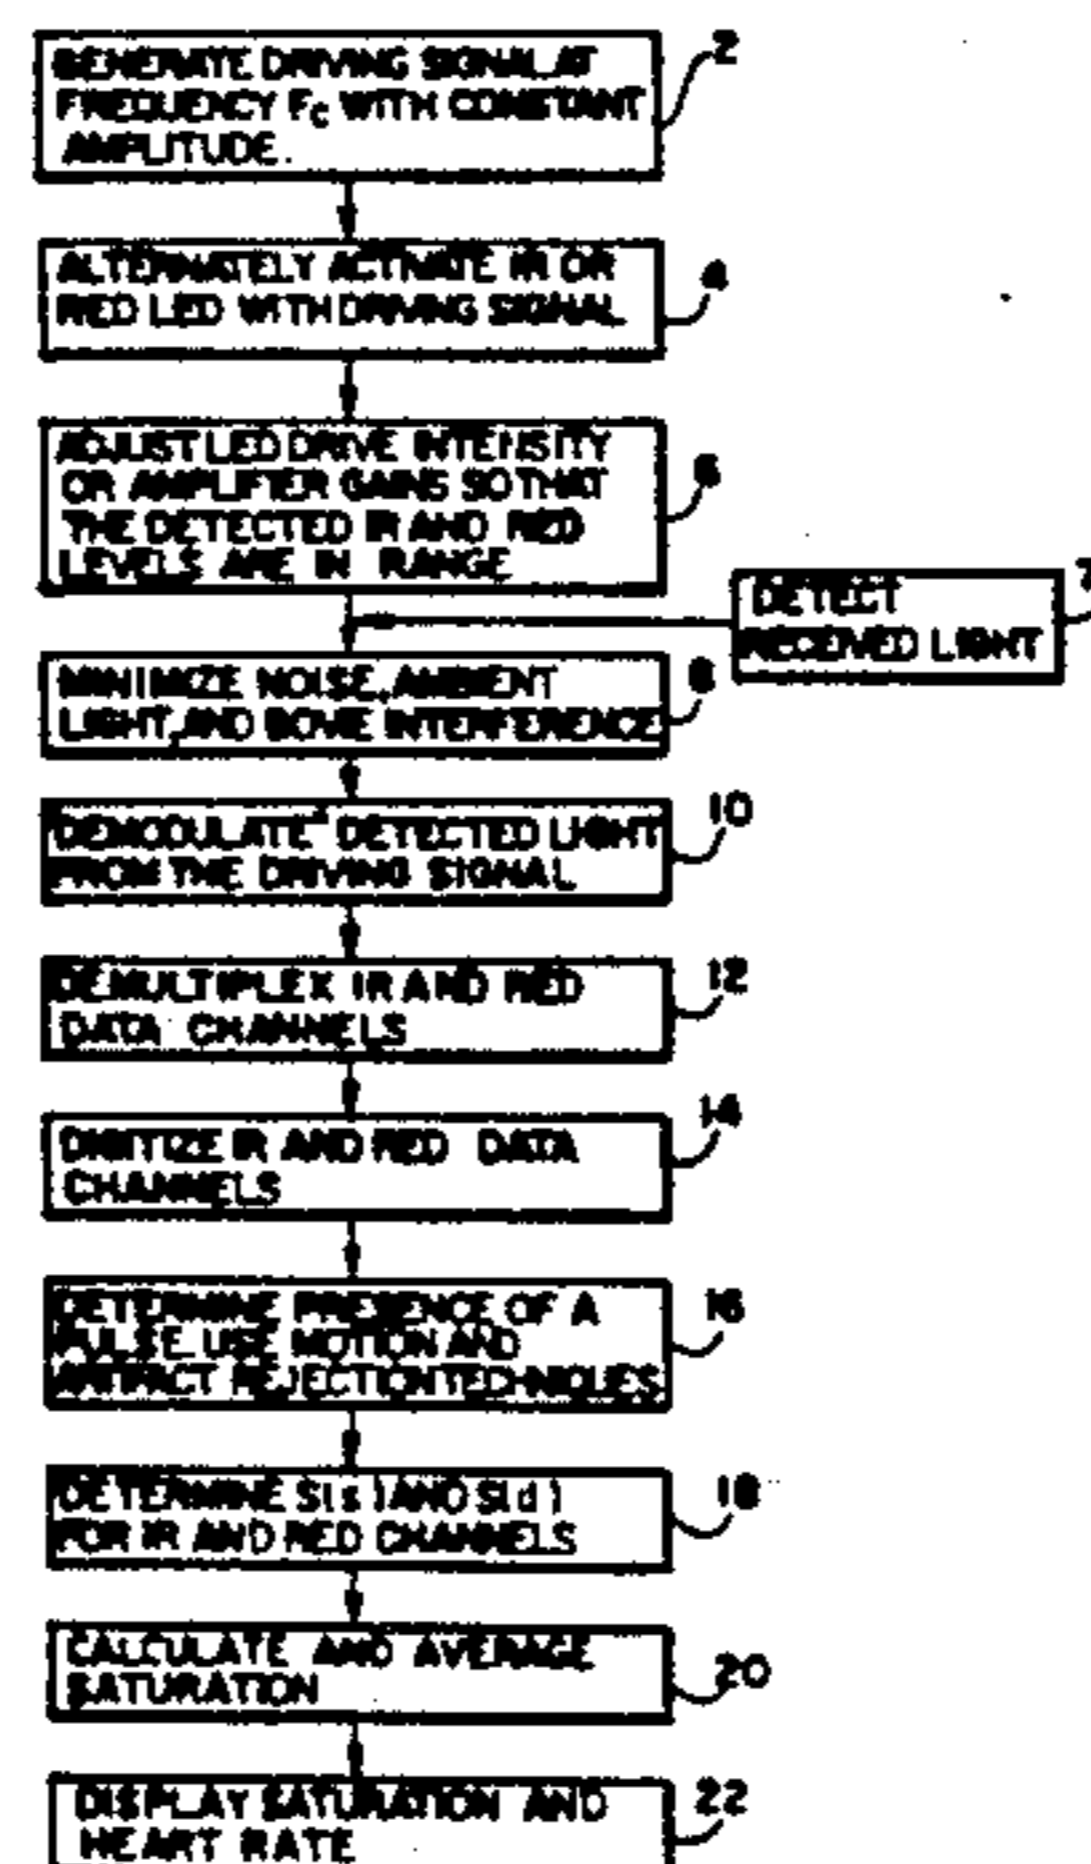 GENERATE DRIVING SIGNAL AT
FREQUENCY Fc WITH CONSTANT
AMPLITUDE.
2
ALTERNATELY ACTIVATE IR OR
RED LED WITH DRIVING SIGNAL
4
ADJUST LED DRIVE INTENSITY
OR AMPLIFIER GAINS SO THAT
THE DETECTED IR AND RED
LEVELS ARE IN RANGE
6
DETECT
RECEIVED LIGHT
7
MINIMIZE NOISE, AMBIENT
LIGHT, AND BOVIE INTERFERENCE
8
DEMODULATE DETECTED LIGHT
FROM THE DRIVING SIGNAL
10
DEMULTIPLEX IR AND RED
DATA CHANNELS
12
DIGITIZE IR AND RED DATA
CHANNELS
14
DETERMINE PRESENCE OF A
PULSE. USE MOTION AND
ARTIFACT REJECTION TECHNIQUES
16
DETERMINE S(s) AND S(d)
FOR IR AND RED CHANNELS
18
CALCULATE AND AVERAGE
SATURATION
20
DISPLAY SATURATION AND
HEART RATE
22